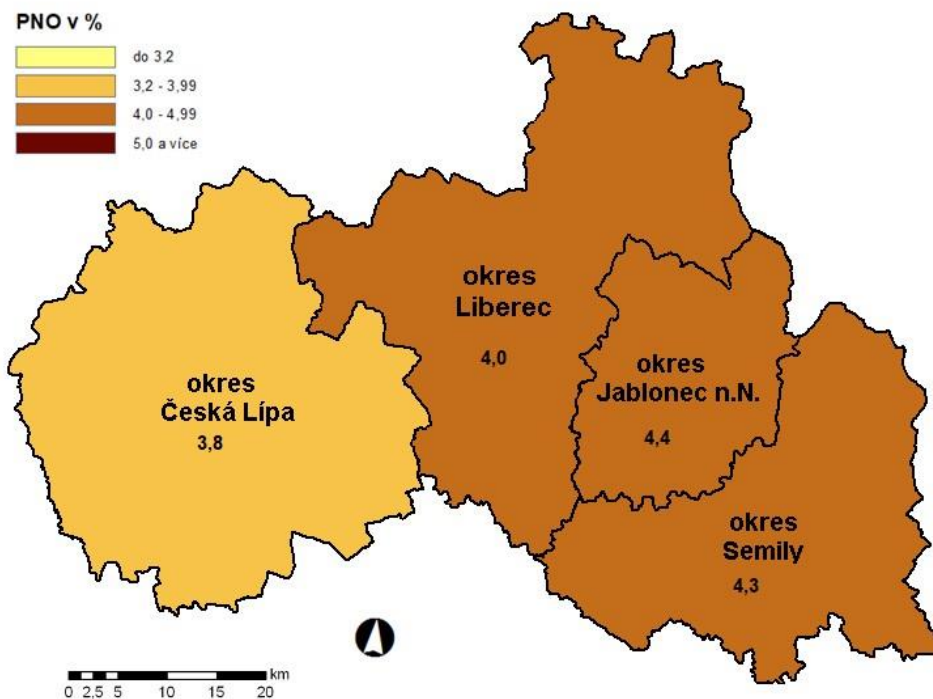 PNO v %
do 3,2
3,2 - 3,99
4,0 - 4,99
5,0 a více
okres
Liberec
4,0
okres
Jablonec n.N.
4,4
okres
Česká Lípa
3,8
okres
Semily
4,3
km
0 2,5 5 10 15 20